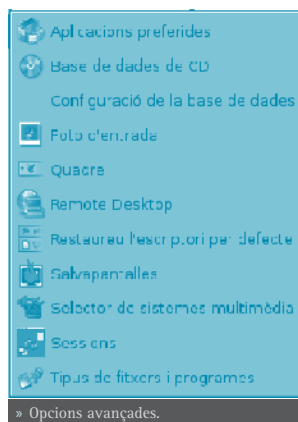 Aplicacions preferides
Base de dades de CD
Configuració de la base de dades
Foto d'entrada
Quadre
Remote Desktop
Restaureu l'escriptori per defecte
Salvapantalles
Selector de sistemes multimèdia
Sessions
Tipus de fitxers i programes
» Opcions avançades.